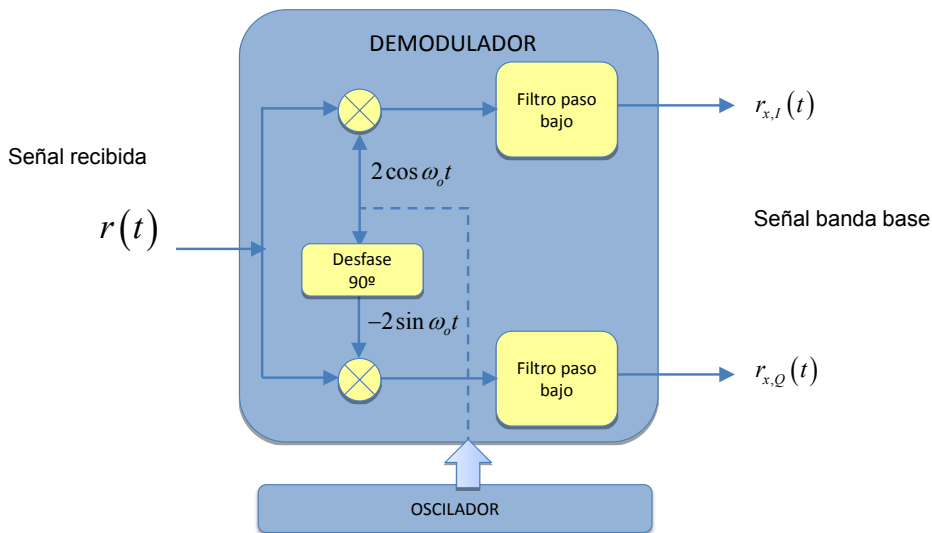 DEMODULADOR
Filtro paso
bajo
r_{x,I}(t)
Señal recibida
2 cos ω_o t
r(t)
Señal banda base
Desfase
90º
−2 sin ω_o t
Filtro paso
bajo
r_{x,Q}(t)
OSCILADOR